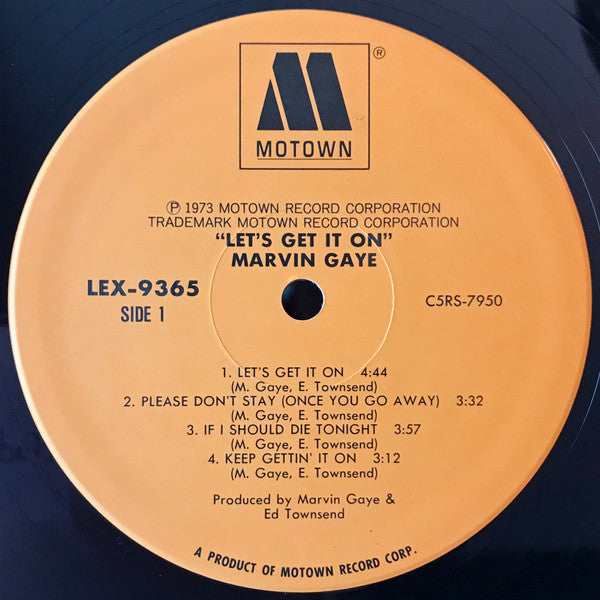 ®
MOTOWN
℗ 1973 MOTOWN RECORD CORPORATION
TRADEMARK MOTOWN RECORD CORPORATION
"LET'S GET IT ON"
MARVIN GAYE
LEX-9365
SIDE 1
C5RS-7950
1. LET'S GET IT ON 4:44
(M. Gaye, E. Townsend)
2. PLEASE DON'T STAY (ONCE YOU GO AWAY) 3:32
(M. Gaye, E. Townsend)
3. IF I SHOULD DIE TONIGHT 3:57
(M. Gaye, E. Townsend)
4. KEEP GETTIN' IT ON 3:12
(M. Gaye, E. Townsend)
Produced by Marvin Gaye &
Ed Townsend
A PRODUCT OF MOTOWN RECORD CORP.